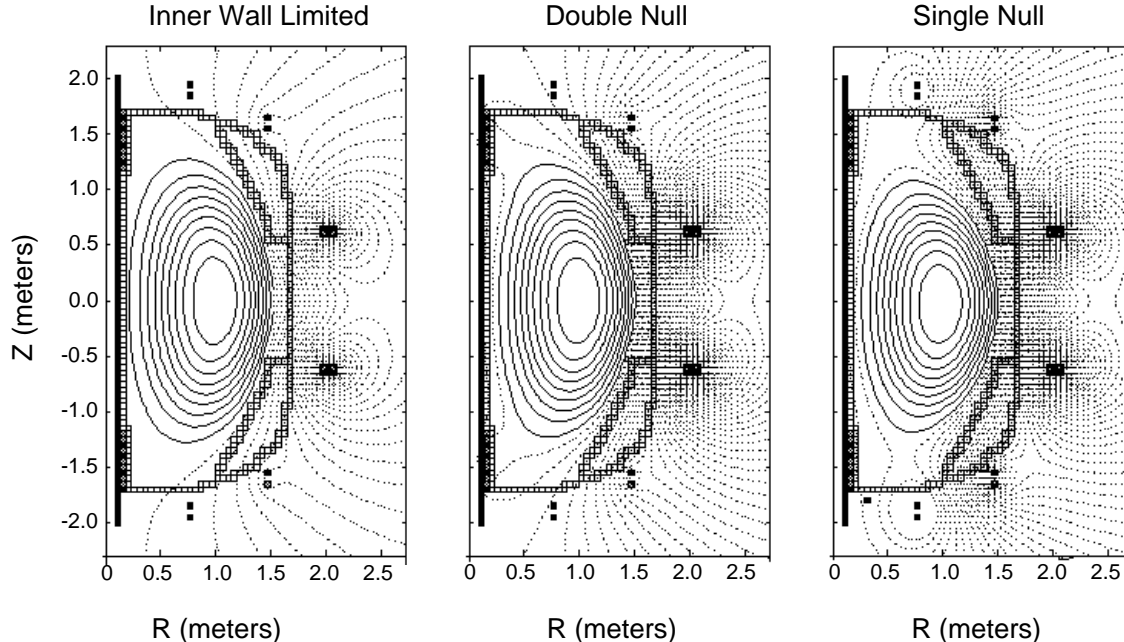 Inner Wall Limited
Double Null
Single Null
Z (meters)
2.0
1.5
1.0
0.5
0.0
-0.5
-1.0
-1.5
-2.0
0 0.5 1.0 1.5 2.0 2.5
0 0.5 1.0 1.5 2.0 2.5
0 0.5 1.0 1.5 2.0 2.5
R (meters)
R (meters)
R (meters)